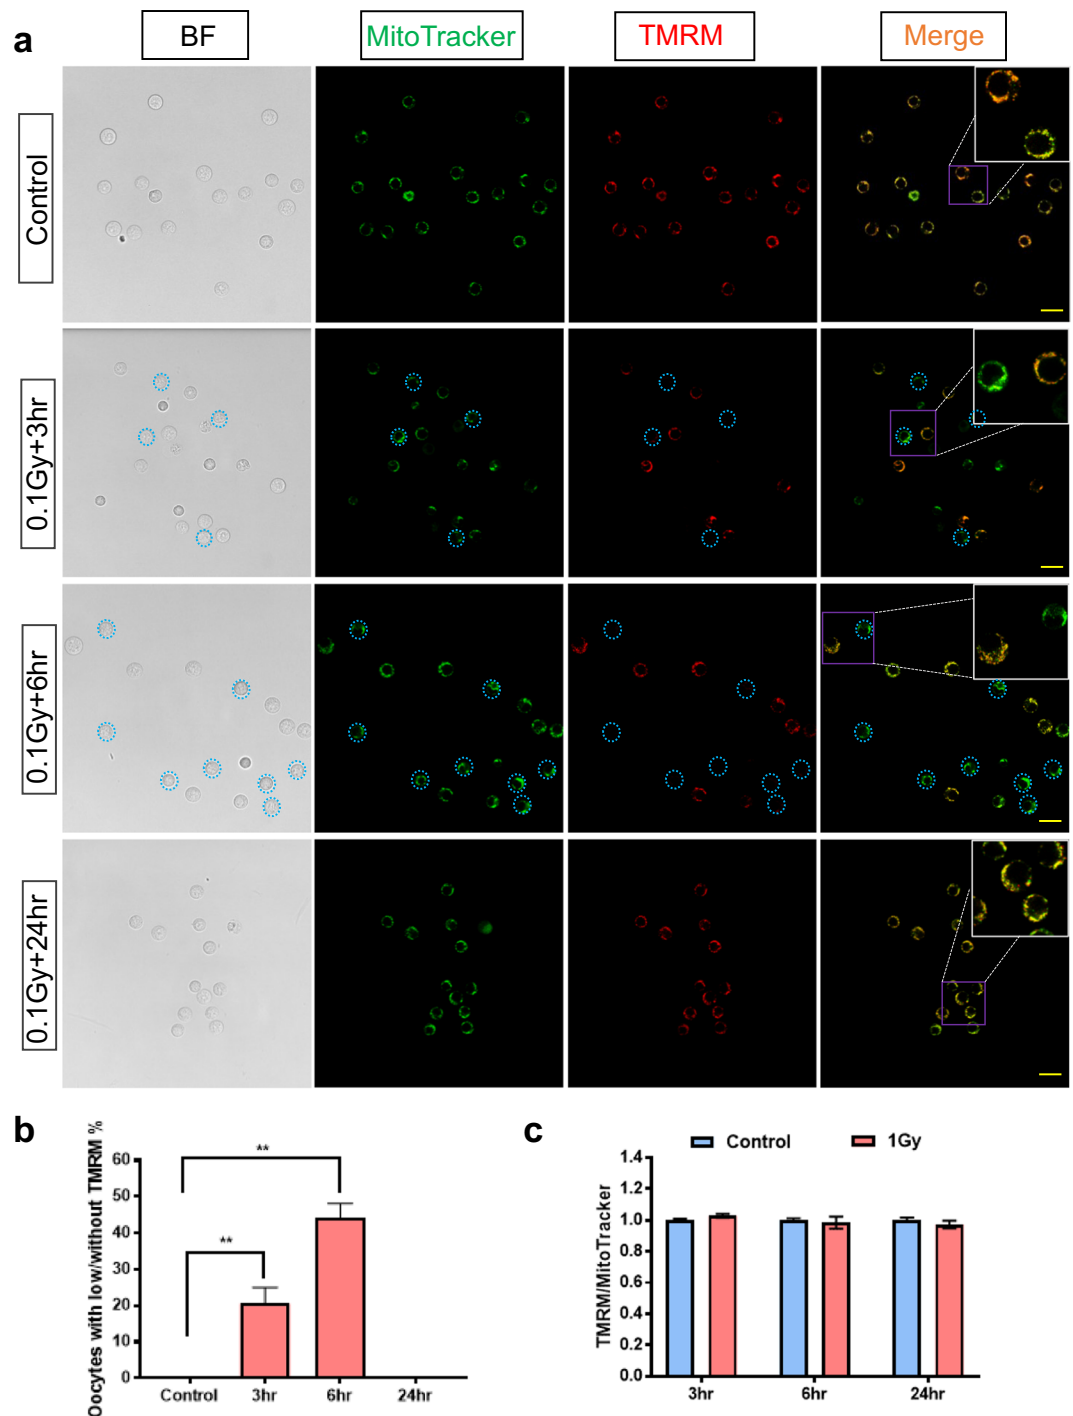 a
BF
MitoTracker
TMRM
Merge
Control
0.1Gy+3hr
0.1Gy+6hr
0.1Gy+24hr
b
Oocytes with low/without TMRM %
60
50
40
30
20
10
0
**
**
Control
3hr
6hr
24hr
c
Control
1Gy
TMRM/MitoTracker
1.4
1.2
1.0
0.8
0.6
0.4
0.2
0.0
3hr
6hr
24hr